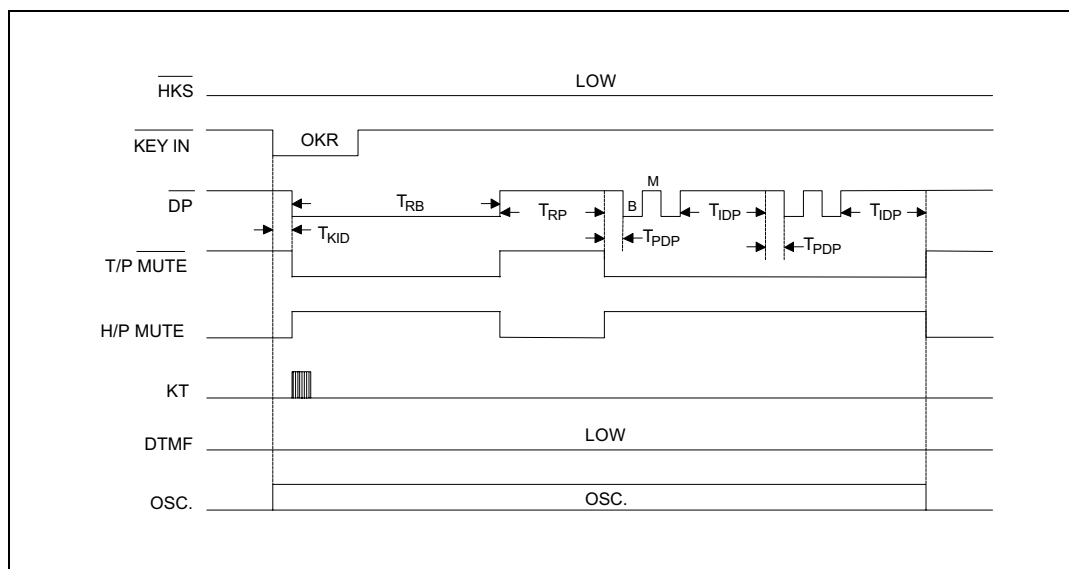 HKS
LOW
KEY IN
OKR
DP
TRB
TRP
B
M
TIDP
TIDP
TKID
TPDP
TPDP
T/P MUTE
H/P MUTE
KT
DTMF
LOW
OSC.
OSC.